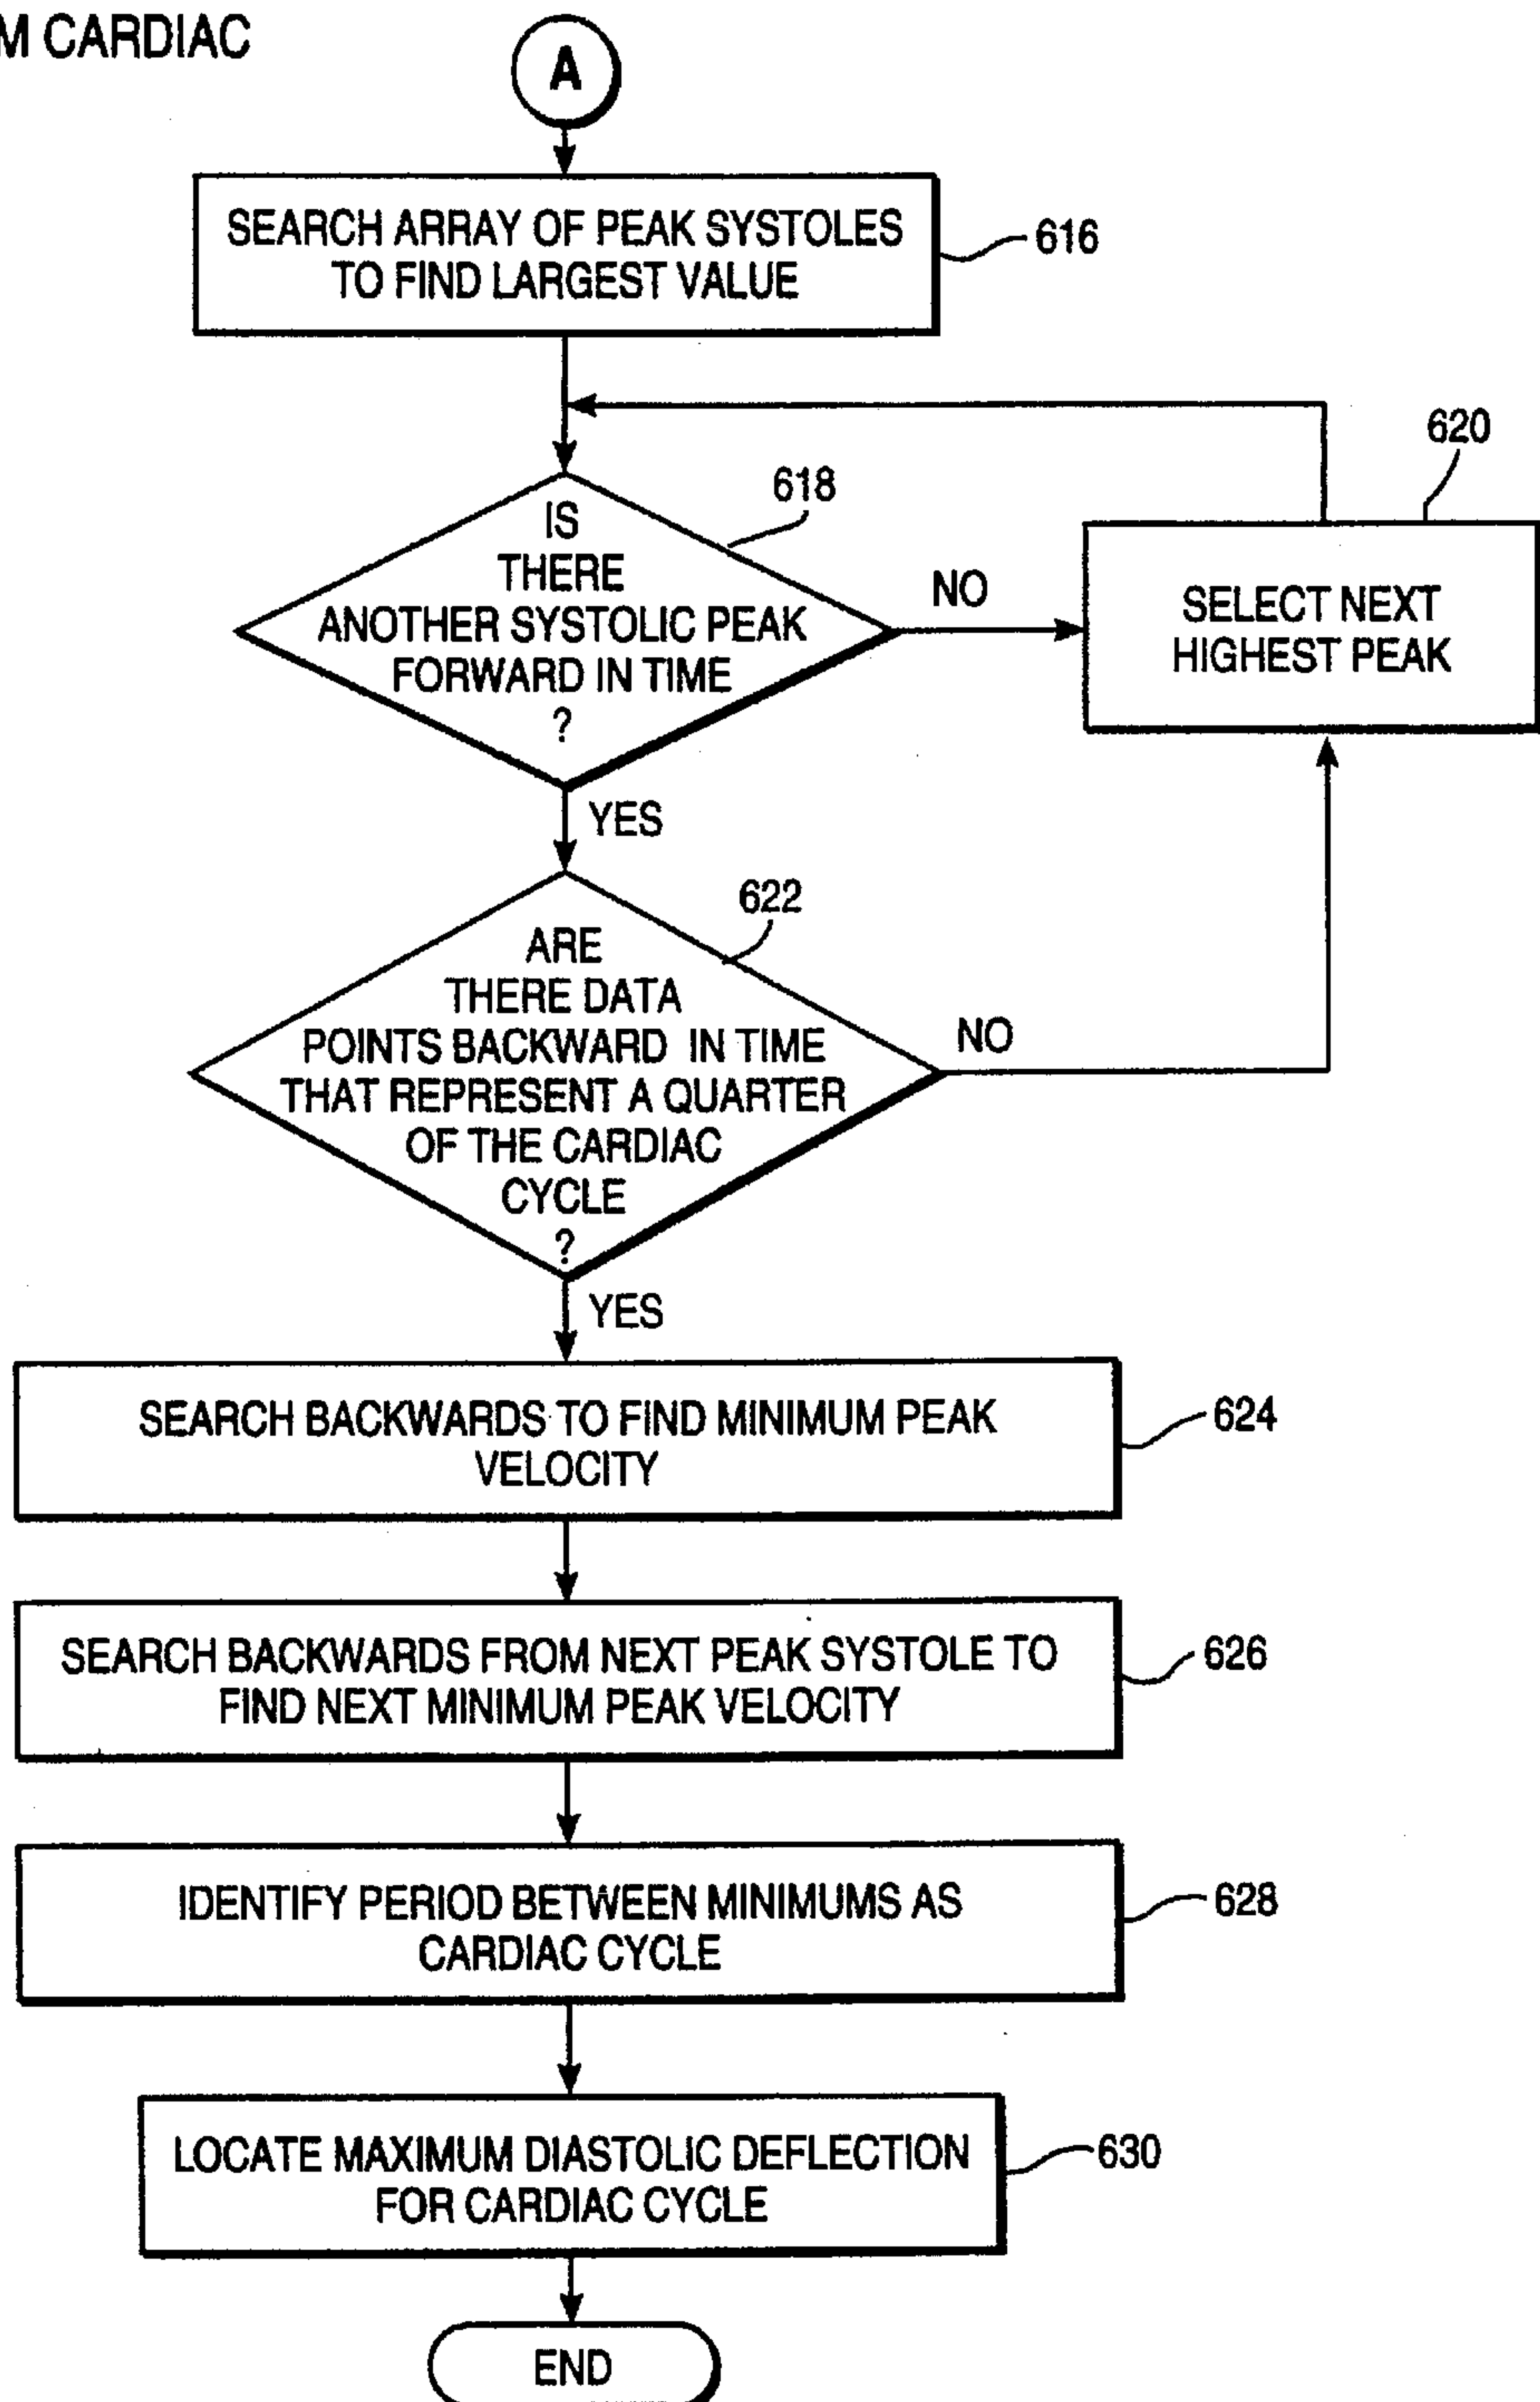 M CARDIAC
A
SEARCH ARRAY OF PEAK SYSTOLES
TO FIND LARGEST VALUE
616
620
618
IS
THERE
ANOTHER SYSTOLIC PEAK
FORWARD IN TIME
?
NO
SELECT NEXT
HIGHEST PEAK
YES
622
ARE
THERE DATA
POINTS BACKWARD IN TIME
THAT REPRESENT A QUARTER
OF THE CARDIAC
CYCLE
?
NO
YES
SEARCH BACKWARDS TO FIND MINIMUM PEAK
VELOCITY
624
SEARCH BACKWARDS FROM NEXT PEAK SYSTOLE TO
FIND NEXT MINIMUM PEAK VELOCITY
626
IDENTIFY PERIOD BETWEEN MINIMUMS AS
CARDIAC CYCLE
628
LOCATE MAXIMUM DIASTOLIC DEFLECTION
FOR CARDIAC CYCLE
630
END